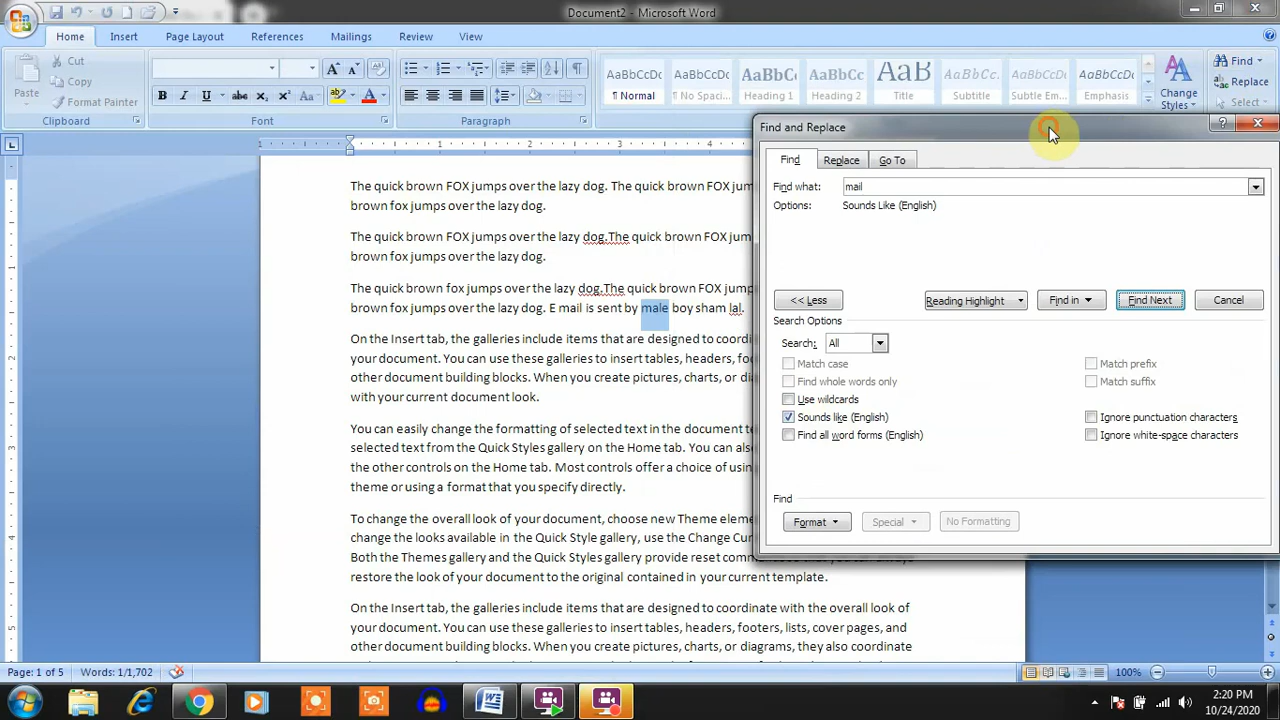 Document2 - Microsoft Word
Home Insert Page Layout References Mailings Review View
Paste
Cut
Copy
Format Painter
Clipboard
Font
Paragraph
Styles
AaBbCcDc AaBbCcDc AaBbCc AaBbCc AaB AaBbCc. AaBbCcDc AaBbCcDc
¶ Normal No Spaci... Heading 1 Heading 2 Title Subtitle Subtle Em... Emphasis
Change Styles
Find
Replace
Select
1 2 3 4
The quick brown FOX jumps over the lazy dog. The quick brown FOX jum
brown fox jumps over the lazy dog.
The quick brown FOX jumps over the lazy dog.The quick brown FOX jum
brown fox jumps over the lazy dog.
The quick brown fox jumps over the lazy dog.The quick brown FOX jump
brown fox jumps over the lazy dog. E mail is sent by male boy sham lal.
On the Insert tab, the galleries include items that are designed to coordi
your document. You can use these galleries to insert tables, headers, foo
other document building blocks. When you create pictures, charts, or dia
with your current document look.
You can easily change the formatting of selected text in the document te
selected text from the Quick Styles gallery on the Home tab. You can also
the other controls on the Home tab. Most controls offer a choice of using
theme or using a format that you specify directly.
To change the overall look of your document, choose new Theme eleme
change the looks available in the Quick Style gallery, use the Change Cur
Both the Themes gallery and the Quick Styles gallery provide reset comm
restore the look of your document to the original contained in your current template.
On the Insert tab, the galleries include items that are designed to coordinate with the overall look of
your document. You can use these galleries to insert tables, headers, footers, lists, cover pages, and
other document building blocks. When you create pictures, charts, or diagrams, they also coordinate
Find and Replace
Find Replace Go To
Find what: mail
Options: Sounds Like (English)
<< Less Reading Highlight Find in Find Next Cancel
Search Options
Search: All
Match case Match prefix
Find whole words only Match suffix
Use wildcards
Sounds like (English) Ignore punctuation characters
Find all word forms (English) Ignore white-space characters
Find
Format Special No Formatting
Page: 1 of 5 Words: 1/1,702 100%
2:20 PM
10/24/2020